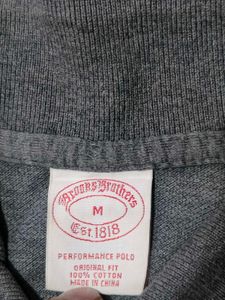 Brooks Brothers
M
Est. 1818
PERFORMANCE POLO
ORIGINAL FIT
100% COTTON
MADE IN CHINA